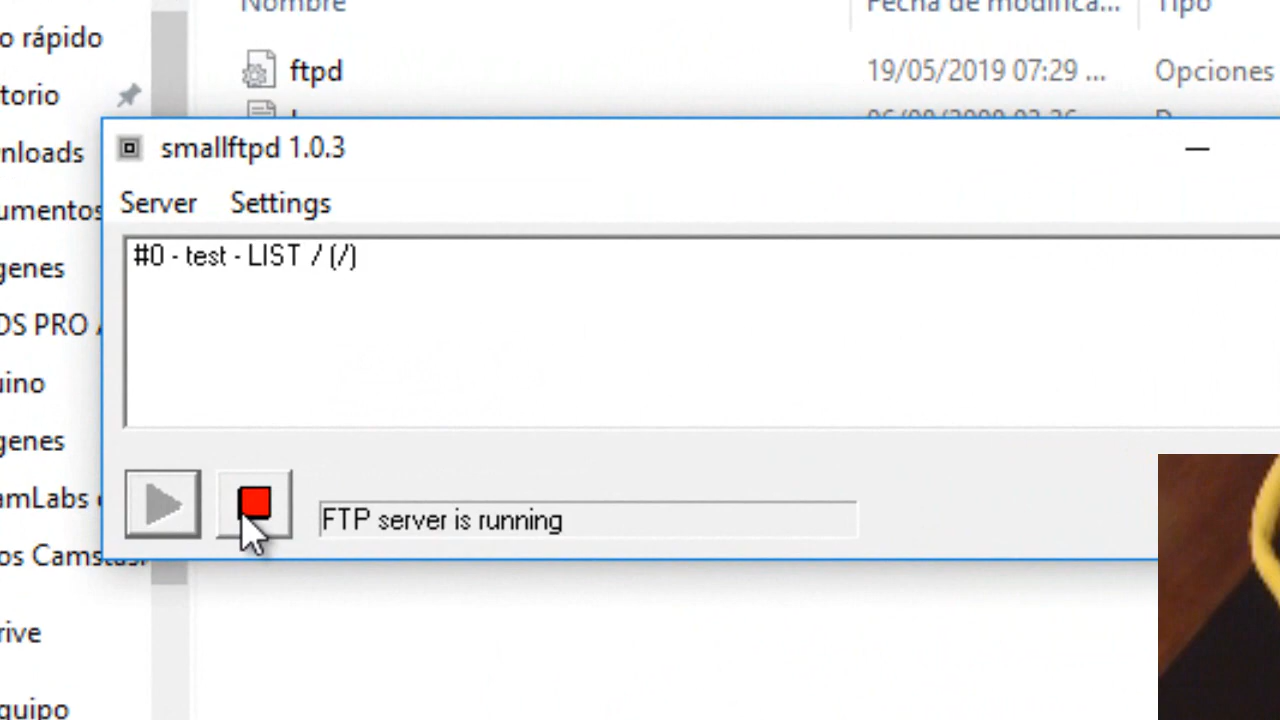 Nombre
Fecha de modifica...
Tipo
o rápido
ftpd
19/05/2019 07:29 ...
Opciones
torio
smallftpd 1.0.3
nloads
Server
Settings
umentos
#0 - test - LIST / (/)
genes
OS PRO
uino
genes
amLabs
FTP server is running
os Camstasi
rive
quipo